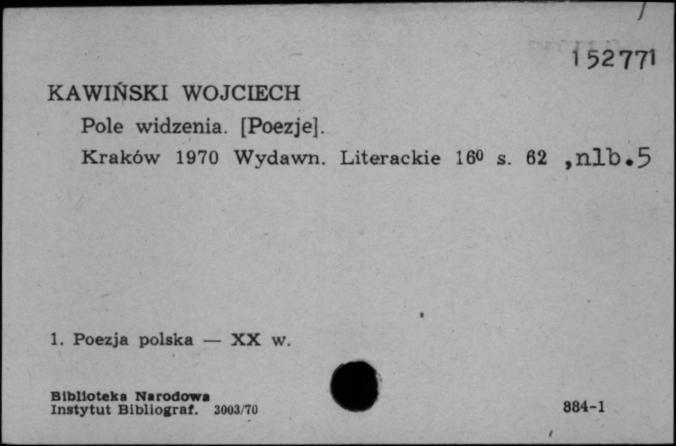 152771
KAWIŃSKI WOJCIECH
Pole widzenia. [Poezje].
Kraków 1970 Wydawn. Literackie 16⁰ s. 62 ,nlb.5
1. Poezja polska — XX w.
Biblioteka Narodowa
Instytut Bibliograf. 3003/70
884-1